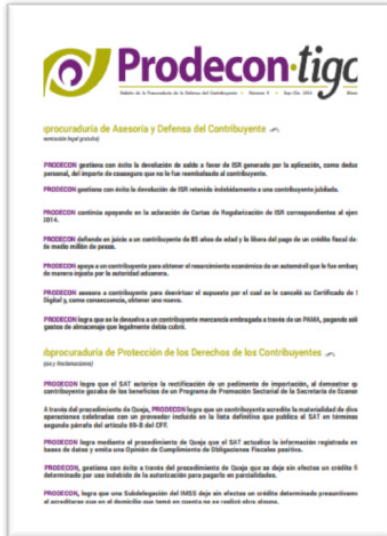 Prodecon·tigo
Boletín de la Procuraduría de la Defensa del Contribuyente • Número 8 • Sep-Dic. 2016
procuraduría de Asesoría y Defensa del Contribuyente
PRODECON gestiona con éxito la devolución de saldo a favor de ISR generado por la aplicación, como deduc
personal, del importe de coaseguro que no le fue reembolsado al contribuyente.
PRODECON gestiona con éxito la devolución de ISR retenido indebidamente a una contribuyente jubilada.
PRODECON continúa apoyando en la aclaración de Cartas de Regularización de ISR correspondientes al ejer
2014.
PRODECON defiende en juicio a un contribuyente de 85 años de edad y lo libera del pago de un crédito fiscal de
de medio millón de pesos.
PRODECON apoya a un contribuyente para obtener el resarcimiento económico de un automóvil que le fue embarg
de manera injusta por la autoridad aduanera.
PRODECON asesora a contribuyente para desvirtuar el supuesto por el cual se le canceló su Certificado de
Digital y, como consecuencia, obtener uno nuevo.
PRODECON logra que se le devuelva a un contribuyente mercancía embragada a través de un PAMA, pagando sól
gastos de almacenaje que legalmente debía cubrir.
bprocuraduría de Protección de los Derechos de los Contribuyentes
PRODECON logra que el SAT autorice la rectificación de un pedimento de importación, al demostrar q
contribuyente gozaba de los beneficios de un Programa de Promoción Sectorial de la Secretaría de Econom
A través del procedimiento de Queja, PRODECON logra que un contribuyente acredite la materialidad de dive
operaciones celebradas con un proveedor incluido en la lista definitiva que publica el SAT en términos
segundo párrafo del artículo 69-B del CFF.
PRODECON logra mediante el procedimiento de Queja que el SAT actualice la información registrada en
bases de datos y emita una Opinión de Cumplimiento de Obligaciones Fiscales positiva.
PRODECON, gestiona con éxito a través del procedimiento de Queja que se deje sin efectos un crédito fi
determinado por uso indebido de la autorización para pagarlo en parcialidades.
PRODECON, logra que una Subdelegación del IMSS deje sin efectos un crédito determinado presuntivame
al acreditarse que en el domicilio que tomó en cuenta no se realizó obra alguna.